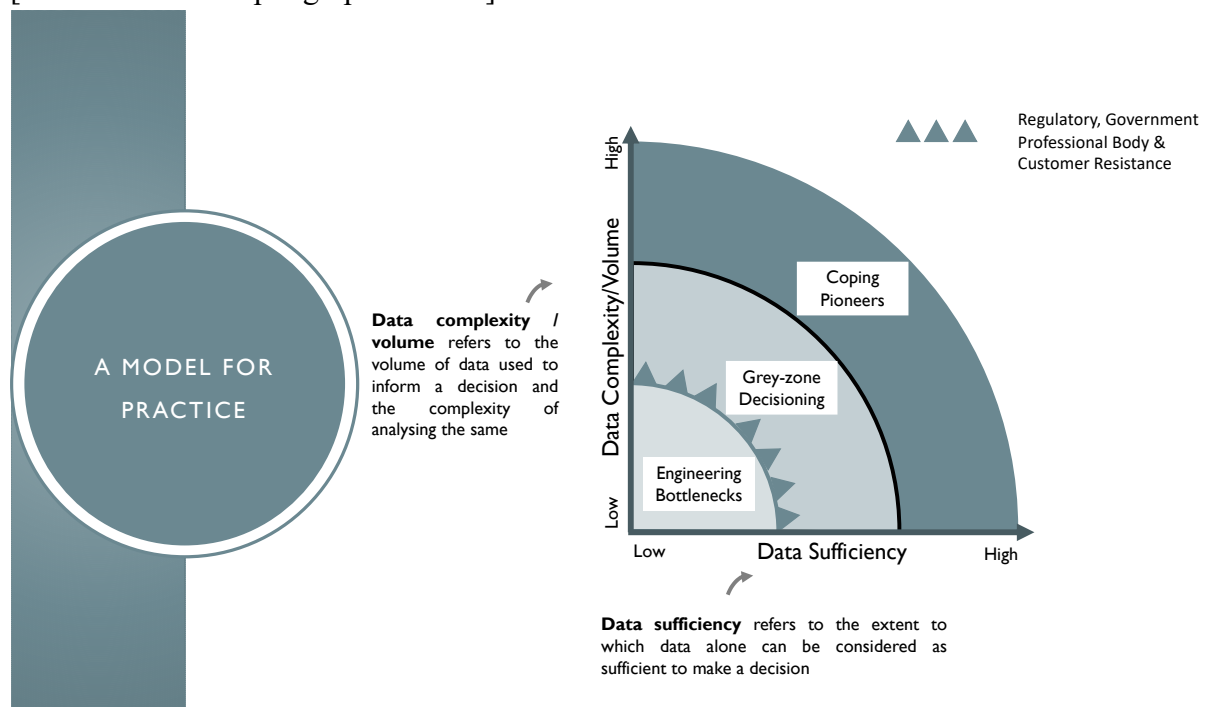 A MODEL FOR
PRACTICE
Data complexity /
volume refers to the
volume of data used to
inform a decision and
the complexity of
analysing the same
High
Data Complexity/Volume
Low
Coping
Pioneers
Grey-zone
Decisioning
Engineering
Bottlenecks
Low
Data Sufficiency
High
Regulatory, Government
Professional Body &
Customer Resistance
Data sufficiency refers to the extent to
which data alone can be considered as
sufficient to make a decision